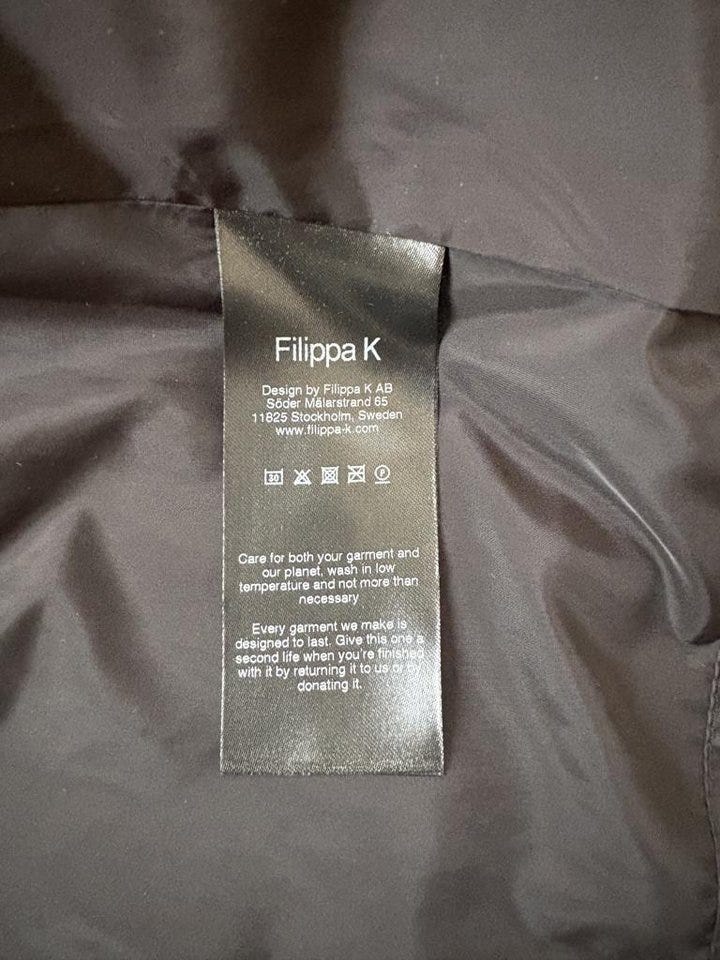 Filippa K
Design by Filippa K AB
Söder Mälarstrand 65
11825 Stockholm, Sweden
www.filippa-k.com
30 P
Care for both your garment and
our planet, wash in low
temperature and not more than
necessary
Every garment we make is
designed to last. Give this one a
second life when you're finished
with it by returning it to us or by
donating it.